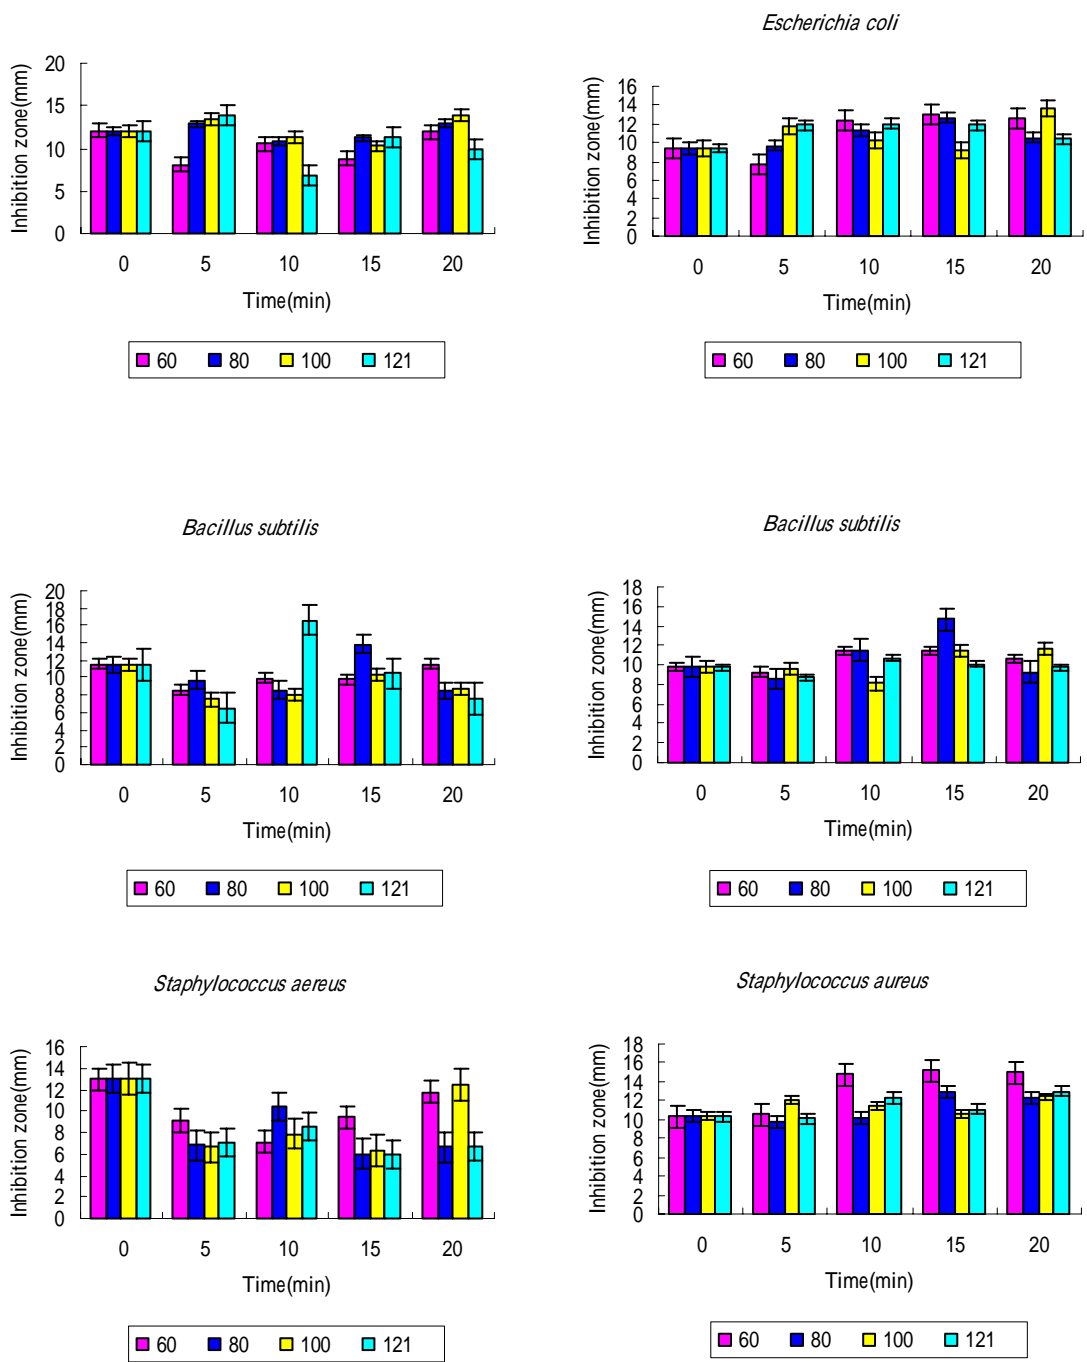 Escherichia coli
Inhibition zone(mm)
20
15
10
5
0
0 5 10 15 20
Time(min)
60 80 100 121
Inhibition zone(mm)
16
14
12
10
8
6
4
2
0
0 5 10 15 20
Time(min)
60 80 100 121
Bacillus subtilis
Inhibition zone(mm)
20
18
16
14
12
10
8
6
4
2
0
0 5 10 15 20
Time(min)
60 80 100 121
Bacillus subtilis
Inhibition zone(mm)
18
16
14
12
10
8
6
4
2
0
0 5 10 15 20
Time(min)
60 80 100 121
Staphylococcus aereus
Inhibition zone(mm)
16
14
12
10
8
6
4
2
0
0 5 10 15 20
Time(min)
60 80 100 121
Staphylococcus aureus
Inhibition zone(mm)
18
16
14
12
10
8
6
4
2
0
0 5 10 15 20
Time(min)
60 80 100 121